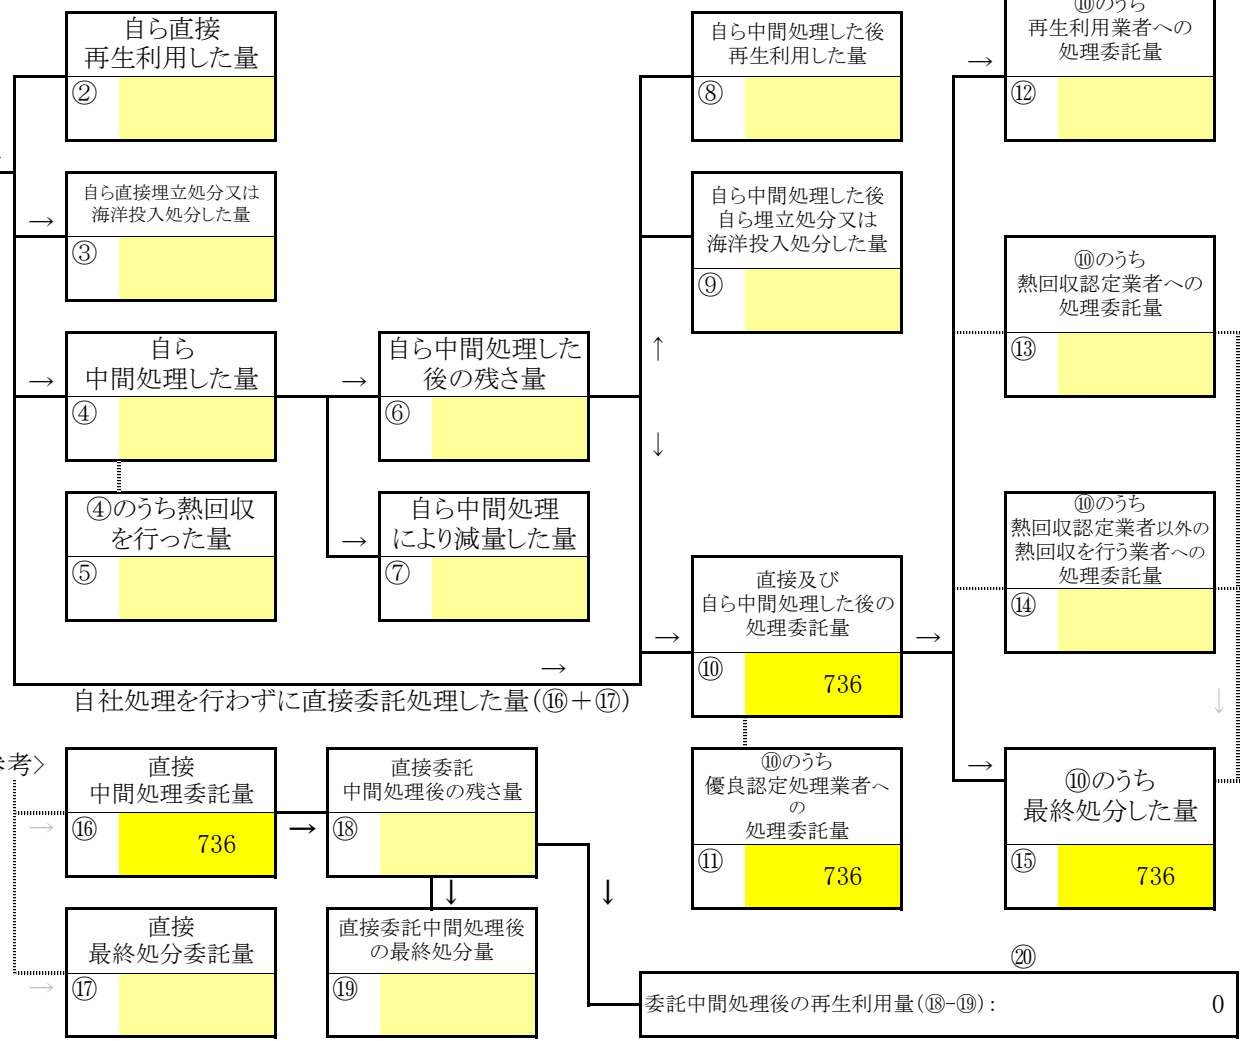 自ら直接
再生利用した量
②
自ら直接埋立処分又は
海洋投入処分した量
→
③
自ら
中間処理した量
→
④
④のうち熱回収
を行った量
⑤
自ら中間処理した
後の残さ量
→
⑥
自ら中間処理
により減量した量
→
⑦
自ら中間処理した後
再生利用した量
⑧
自ら中間処理した後
自ら埋立処分又は
海洋投入処分した量
⑨
↑
↓
直接及び
自ら中間処理した後の
処理委託量
→
⑩ 736
⑩のうち
優良認定処理業者へ
の
処理委託量
⑪ 736
⑩のうち
再生利用業者への
処理委託量
→
⑫
⑩のうち
熱回収認定業者への
処理委託量
⑬
⑩のうち
熱回収認定業者以外の
熱回収を行う業者への
処理委託量
⑭
→
↓
⑩のうち
最終処分した量
→
⑮ 736
→
自社処理を行わずに直接委託処理した量(⑯+⑰)
考〉
直接
中間処理委託量
→
⑯ 736
→
直接委託
中間処理後の残さ量
⑱
↓
↓
直接
最終処分委託量
→
⑰
直接委託中間処理後
の最終処分量
⑲
⑳
委託中間処理後の再生利用量(⑱-⑲): 0